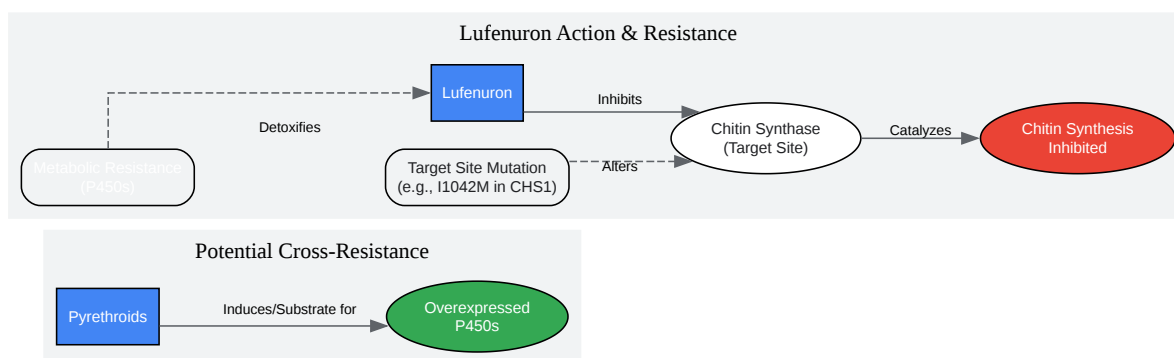 Lufenuron Action & Resistance
Lufenuron
Inhibits
Detoxifies
Chitin Synthase
(Target Site)
Catalyzes
Chitin Synthesis
Inhibited
Metabolic Resistance
(P450s)
Target Site Mutation
(e.g., I1042M in CHS1)
Alters
Potential Cross-Resistance
Pyrethroids
Induces/Substrate for
Overexpressed
P450s